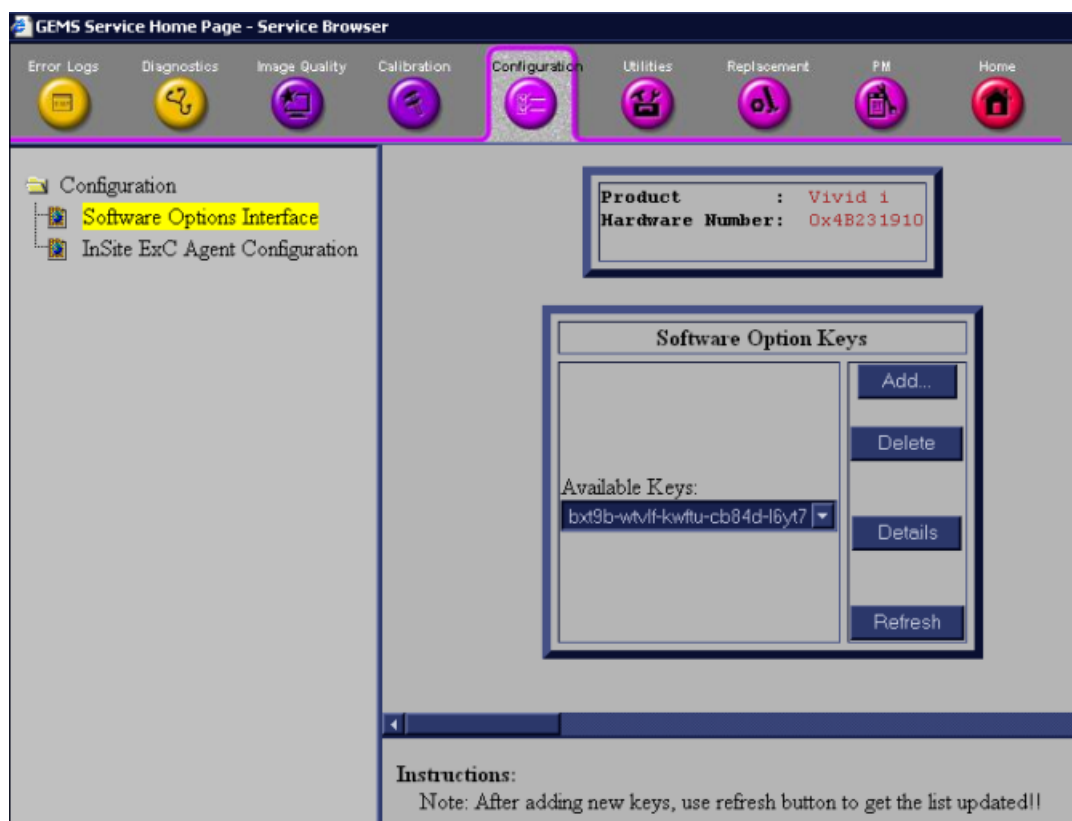 GEMS Service Home Page - Service Browser
Error Logs Diagnostics Image Quality Calibration Configuration Utilities Replacement PM Home
Configuration
Software Options Interface
InSite ExC Agent Configuration
Product : Vivid i
Hardware Number: 0x4B231910
Software Option Keys
Add...
Delete
Available Keys:
bxt9b-wtvlf-kwftu-cb84d-l6yt7
Details
Refresh
Instructions:
Note: After adding new keys, use refresh button to get the list updated!!